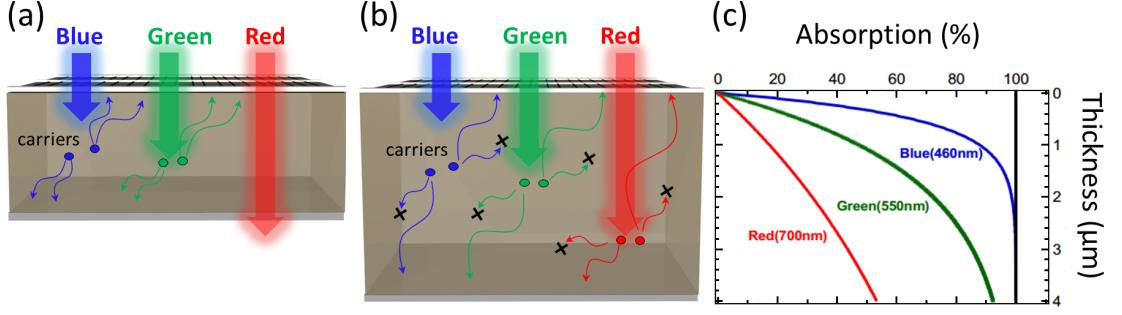 (a)
Blue
Green
Red
carriers
(b)
Blue
Green
Red
carriers
(c)
Absorption (%)
0 20 40 60 80 100
0
1
2
3
4
Thickness (μm)
Blue(460nm)
Green(550nm)
Red(700nm)